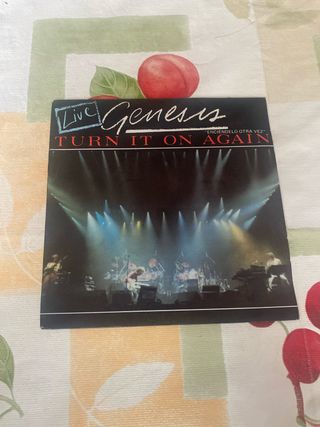 Live
Genesis
"ENCIENDELO OTRA VEZ"
TURN IT ON AGAIN